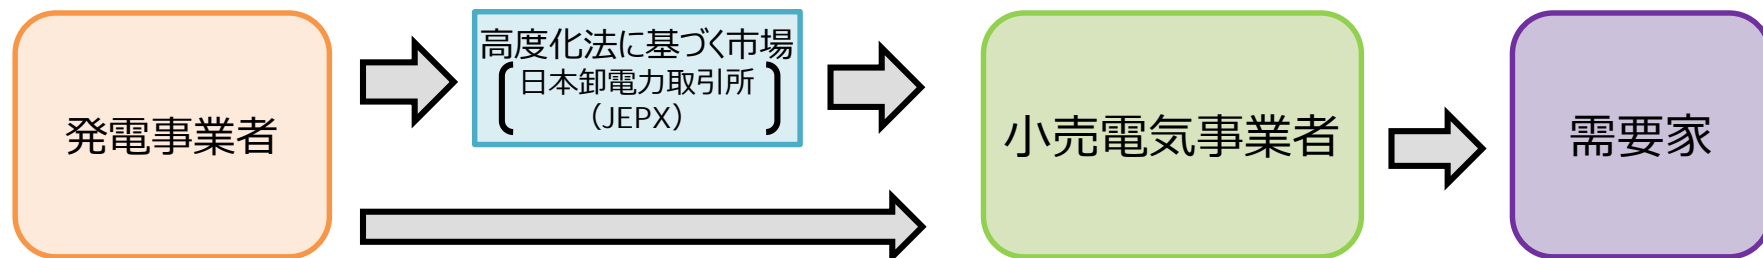 発電事業者
高度化法に基づく市場
日本卸電力取引所
（JEPX）
小売電気事業者
需要家